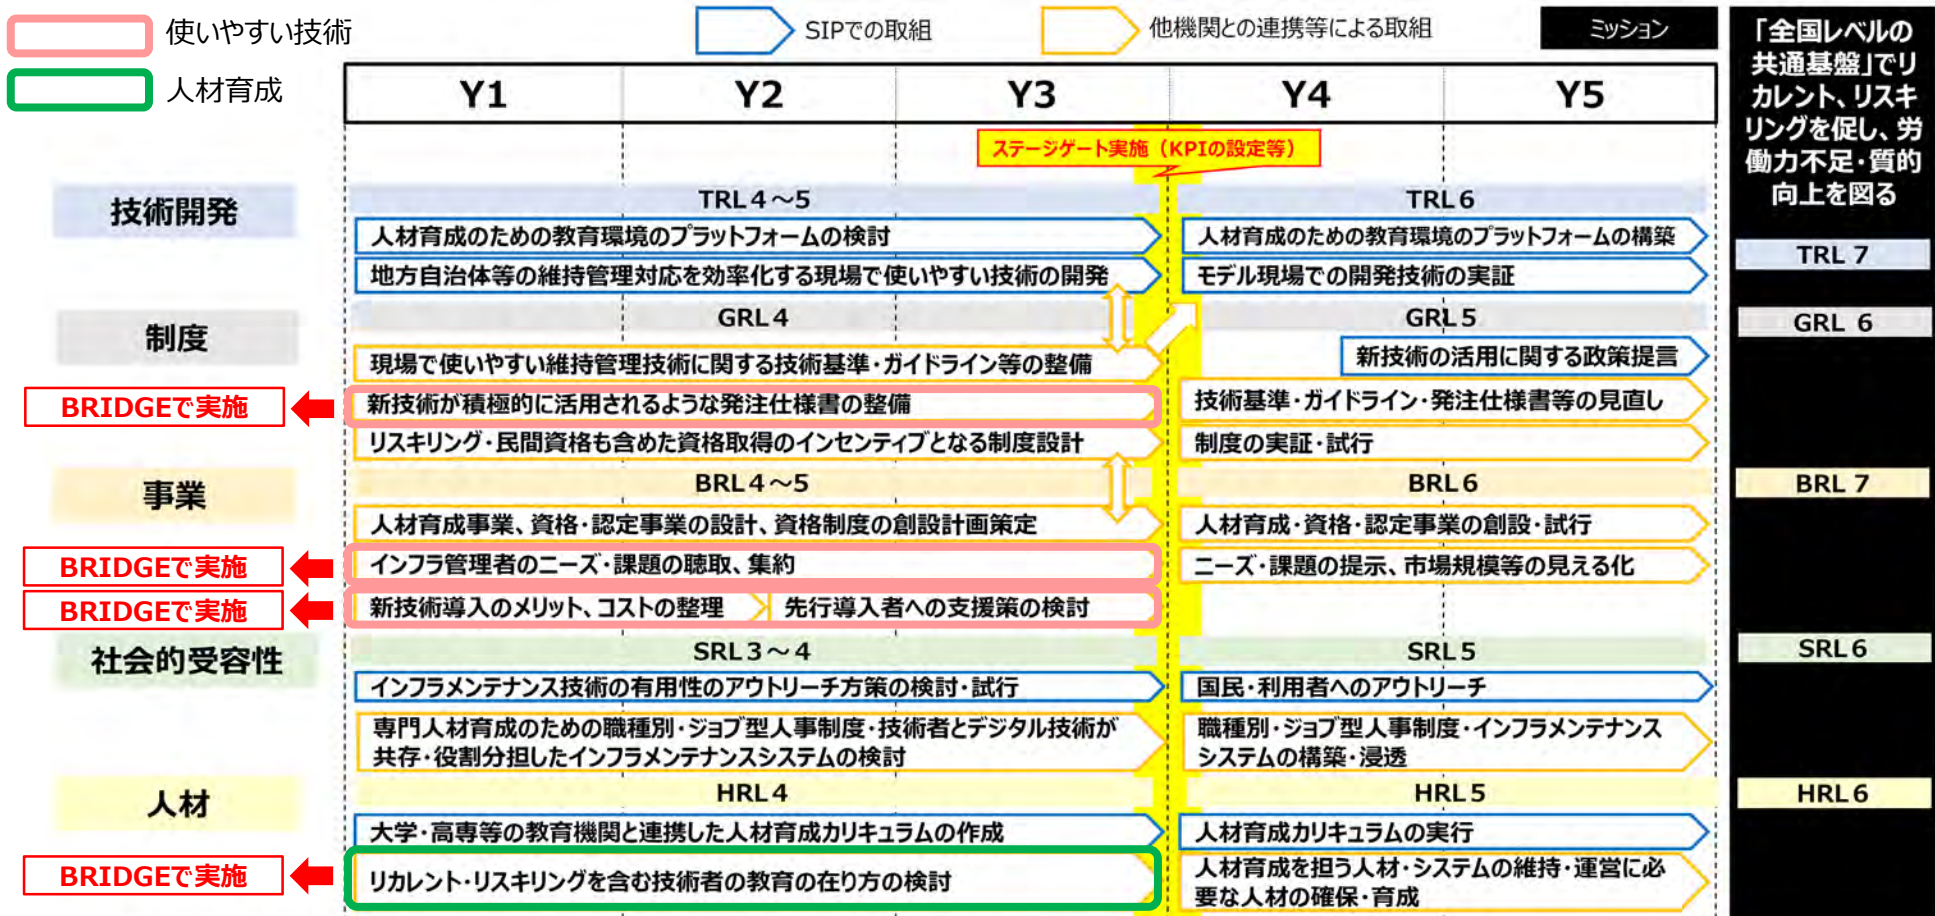 使いやすい技術
人材育成
SIPでの取組
他機関との連携等による取組
ミッション
「全国レベルの
共通基盤」でリ
カレント、リスキ
リングを促し、労
働力不足・質的
向上を図る
Y1
Y2
Y3
Y4
Y5
ステージゲート実施（KPIの設定等）
技術開発
TRL４～５
TRL６
TRL 7
人材育成のための教育環境のプラットフォームの検討
人材育成のための教育環境のプラットフォームの構築
地方自治体等の維持管理対応を効率化する現場で使いやすい技術の開発
モデル現場での開発技術の実証
制度
GRL４
GRL５
GRL 6
現場で使いやすい維持管理技術に関する技術基準・ガイドライン等の整備
新技術の活用に関する政策提言
BRIDGEで実施
新技術が積極的に活用されるような発注仕様書の整備
技術基準・ガイドライン・発注仕様書等の見直し
リスキリング・民間資格も含めた資格取得のインセンティブとなる制度設計
制度の実証・試行
事業
BRL４～５
BRL６
BRL 7
人材育成事業、資格・認定事業の設計、資格制度の創設計画策定
人材育成・資格・認定事業の創設・試行
BRIDGEで実施
インフラ管理者のニーズ・課題の聴取、集約
ニーズ・課題の提示、市場規模等の見える化
BRIDGEで実施
新技術導入のメリット、コストの整理
先行導入者への支援策の検討
社会的受容性
SRL３～４
SRL５
SRL６
インフラメンテナンス技術の有用性のアウトリーチ方策の検討・試行
国民・利用者へのアウトリーチ
専門人材育成のための職種別・ジョブ型人事制度・技術者とデジタル技術が
共存・役割分担したインフラメンテナンスシステムの検討
職種別・ジョブ型人事制度・インフラメンテナンス
システムの構築・浸透
人材
HRL４
HRL５
HRL６
大学・高専等の教育機関と連携した人材育成カリキュラムの作成
人材育成カリキュラムの実行
BRIDGEで実施
リカレント・リスキリングを含む技術者の教育の在り方の検討
人材育成を担う人材・システムの維持・運営に必
要な人材の確保・育成